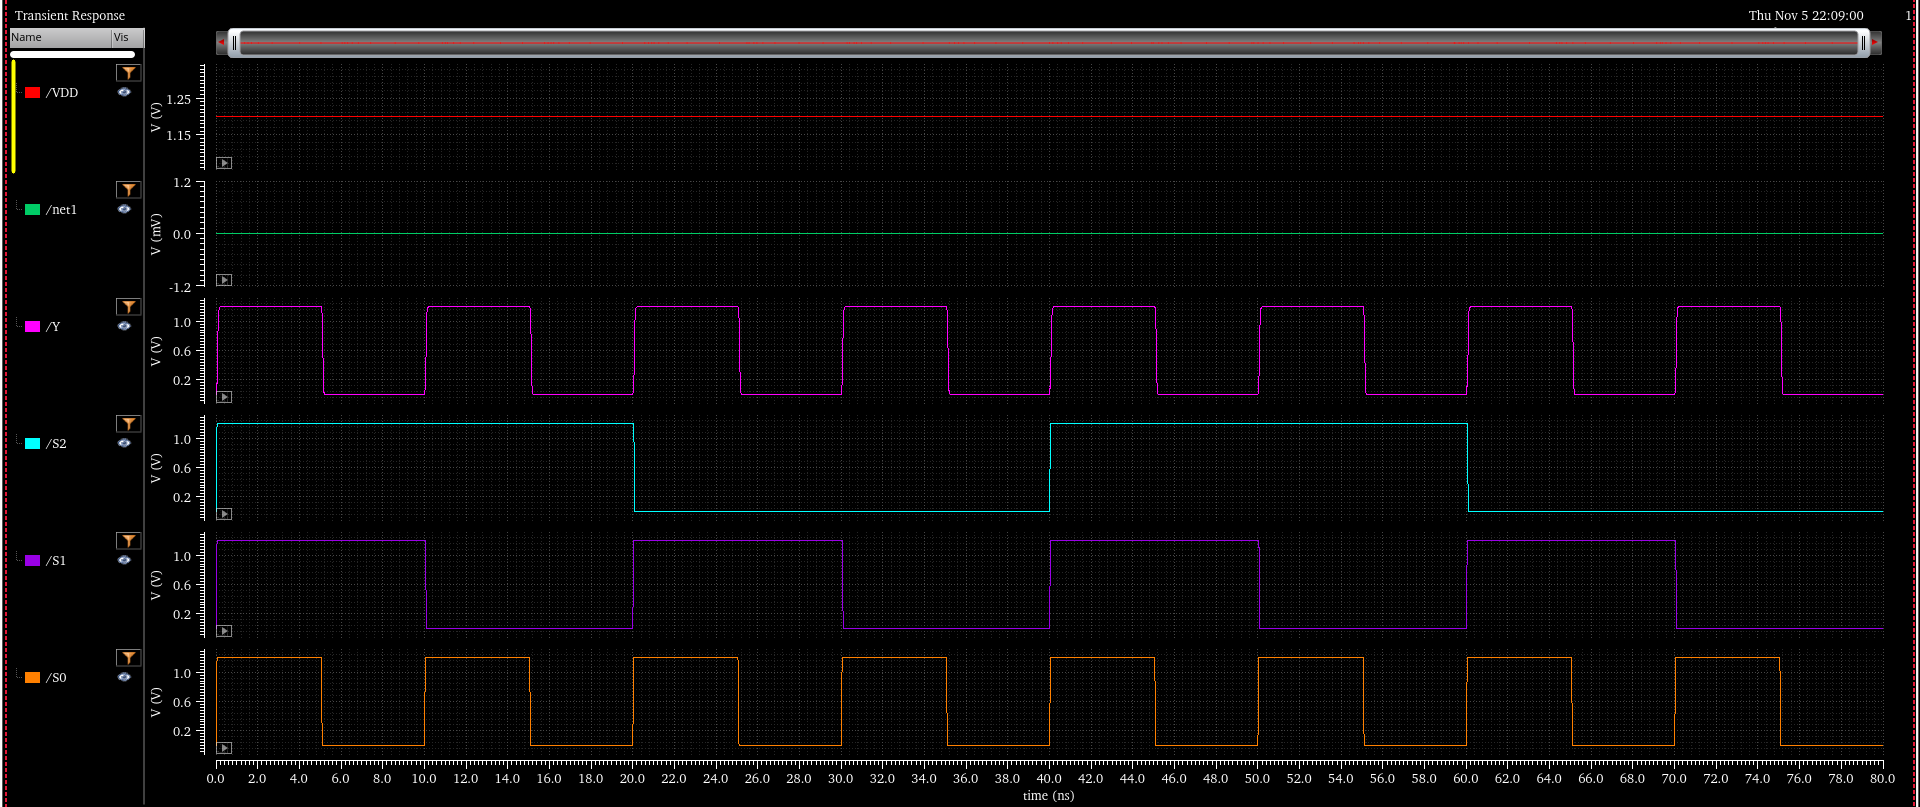 Transient Response
Thu Nov 5 22:09:00 1
Name Vis
/VDD
V (V)
1.25
1.15
/net1
V (mV)
1.2
0.0
-1.2
/Y
V (V)
1.0
0.6
0.2
/S2
V (V)
1.0
0.6
0.2
/S1
V (V)
1.0
0.6
0.2
/S0
V (V)
1.0
0.6
0.2
0.0 2.0 4.0 6.0 8.0 10.0 12.0 14.0 16.0 18.0 20.0 22.0 24.0 26.0 28.0 30.0 32.0 34.0 36.0 38.0 40.0 42.0 44.0 46.0 48.0 50.0 52.0 54.0 56.0 58.0 60.0 62.0 64.0 66.0 68.0 70.0 72.0 74.0 76.0 78.0 80.0
time (ns)